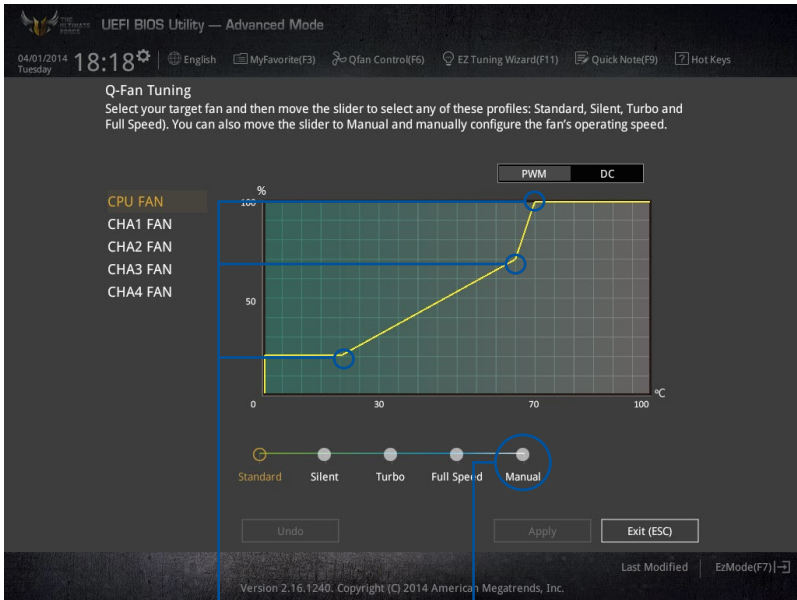 THE
ULTIMATE
FORCE
UEFI BIOS Utility — Advanced Mode
04/01/2014
Tuesday
18:18
English
MyFavorite(F3)
Qfan Control(F6)
EZ Tuning Wizard(F11)
Quick Note(F9)
? Hot Keys
Q-Fan Tuning
Select your target fan and then move the slider to select any of these profiles: Standard, Silent, Turbo and
Full Speed). You can also move the slider to Manual and manually configure the fan's operating speed.
PWM
DC
CPU FAN
CHA1 FAN
CHA2 FAN
CHA3 FAN
CHA4 FAN
%
100
50
0
30
70
100
ºC
Standard
Silent
Turbo
Full Speed
Manual
Undo
Apply
Exit (ESC)
Last Modified
EzMode(F7)
Version 2.16.1240. Copyright (C) 2014 American Megatrends, Inc.